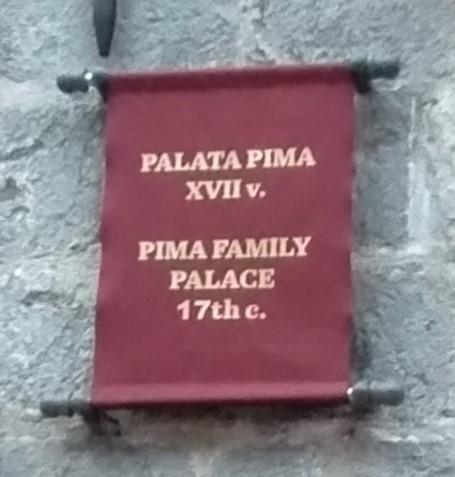 PALATA PIMA
XVII v.
PIMA FAMILY
PALACE
17th c.